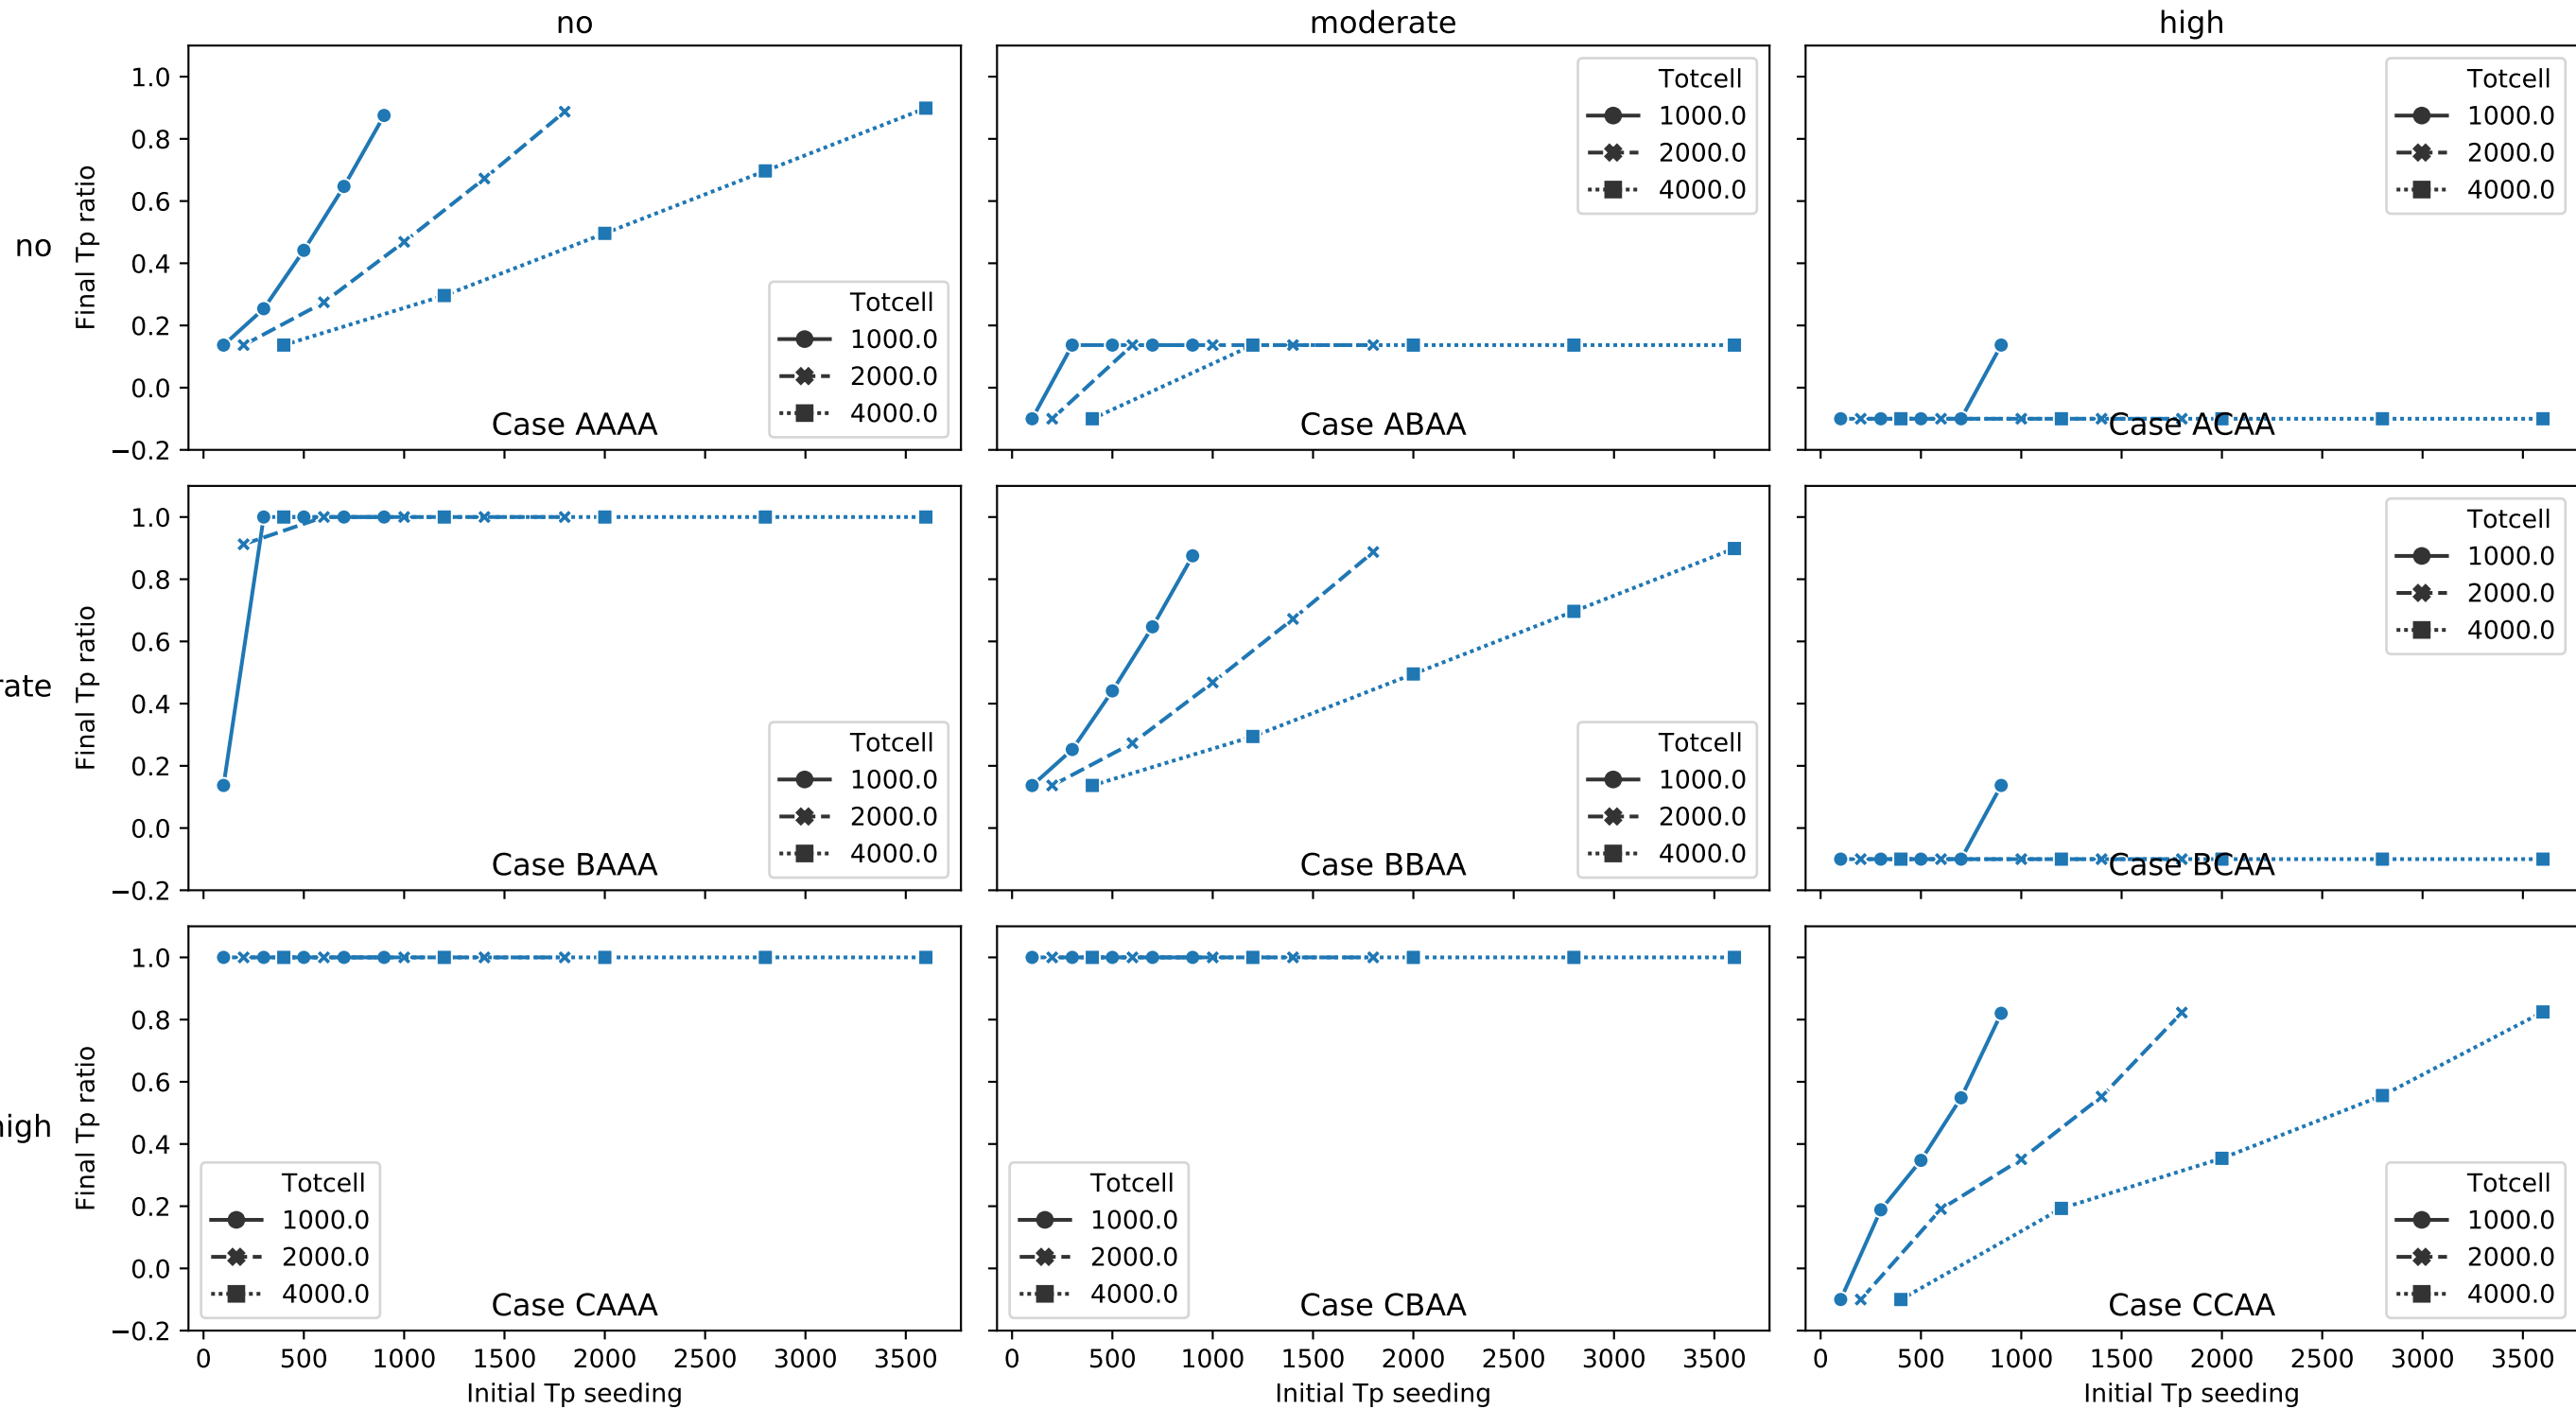 no moderate high
no
Final Tp ratio
1.0
0.8
0.6
0.4
0.2
0.0
−0.2
Totcell
1000.0
2000.0
4000.0
Case AAAA
Totcell
1000.0
2000.0
4000.0
Case ABAA
Totcell
1000.0
2000.0
4000.0
Case ACAA
rate
Final Tp ratio
1.0
0.8
0.6
0.4
0.2
0.0
−0.2
Totcell
1000.0
2000.0
4000.0
Case BAAA
Totcell
1000.0
2000.0
4000.0
Case BBAA
Totcell
1000.0
2000.0
4000.0
Case BCAA
high
Final Tp ratio
1.0
0.8
0.6
0.4
0.2
0.0
−0.2
Totcell
1000.0
2000.0
4000.0
Case CAAA
Totcell
1000.0
2000.0
4000.0
Case CBAA
Totcell
1000.0
2000.0
4000.0
Case CCAA
0 500 1000 1500 2000 2500 3000 3500
Initial Tp seeding
0 500 1000 1500 2000 2500 3000 3500
Initial Tp seeding
0 500 1000 1500 2000 2500 3000 3500
Initial Tp seeding